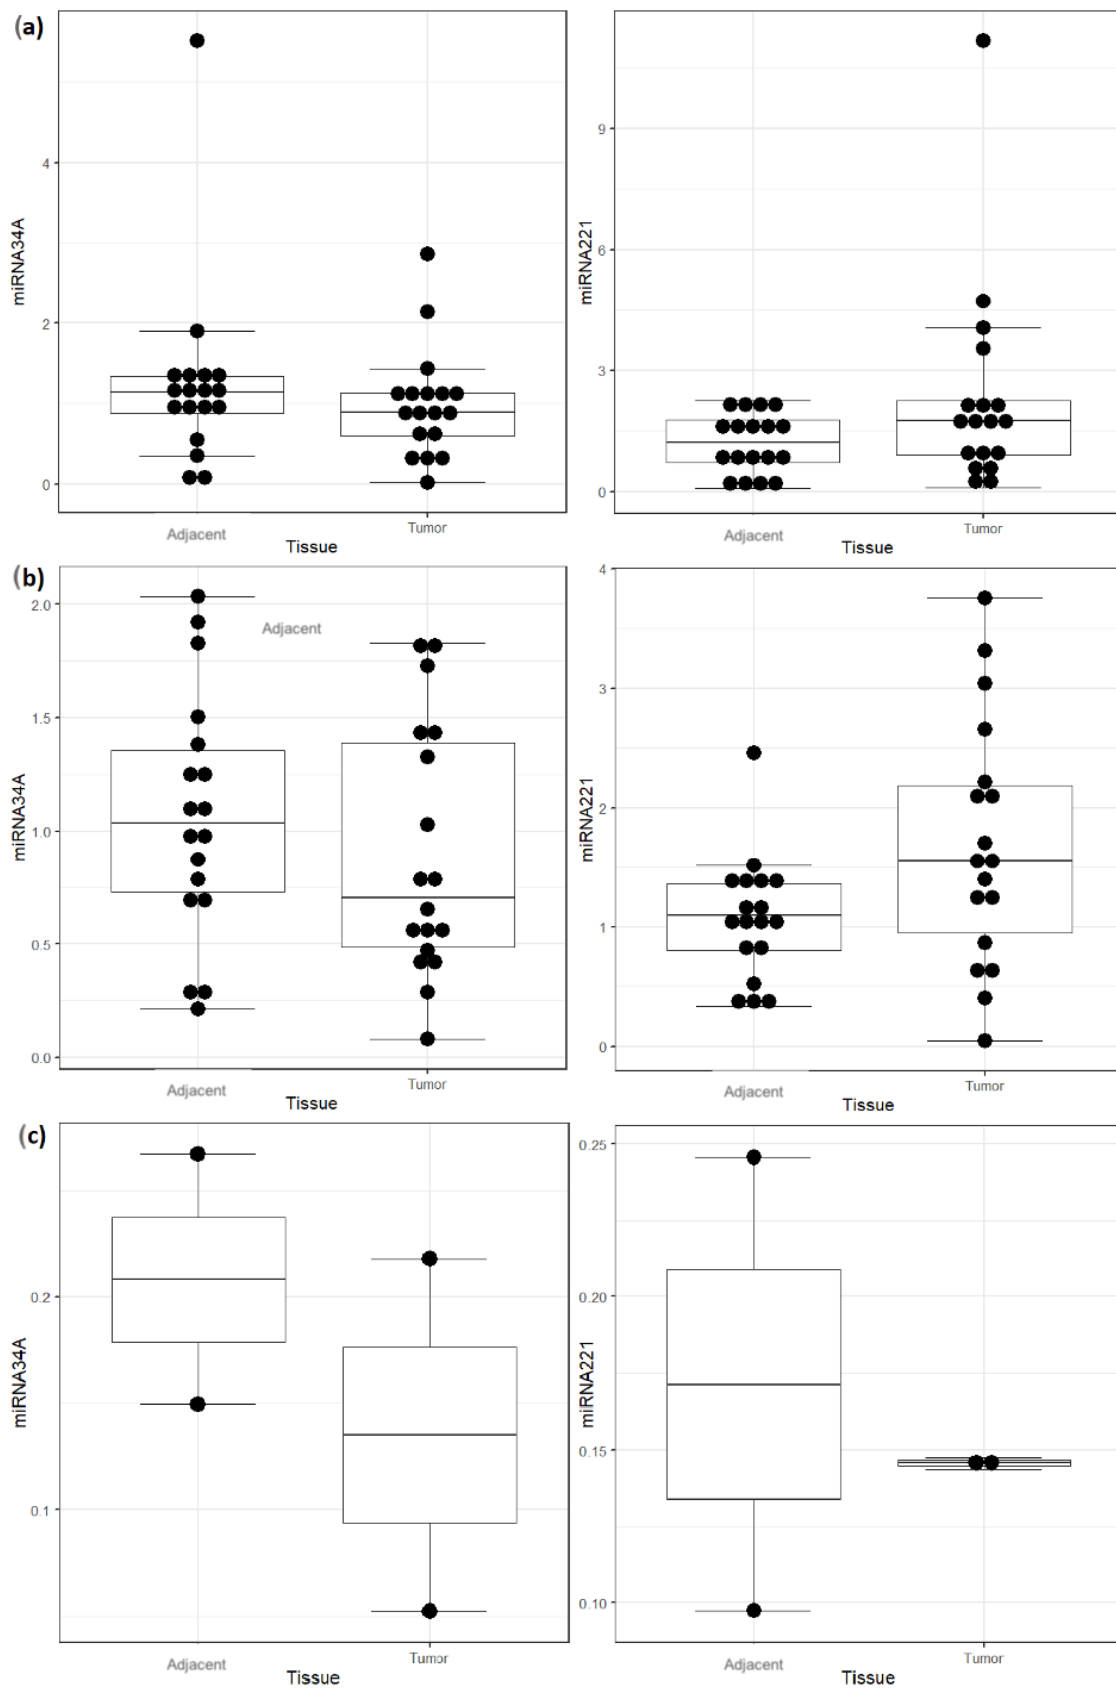 (a)
4
2
0
miRNA34A
Adjacent
Tumor
Tissue
9
6
3
0
miRNA221
Adjacent
Tumor
Tissue
(b)
2.0
1.5
1.0
0.5
0.0
miRNA34A
Adjacent
Adjacent
Tumor
Tissue
4
3
2
1
0
miRNA221
Adjacent
Tumor
Tissue
(c)
0.2
0.1
miRNA34A
Adjacent
Tumor
Tissue
0.25
0.20
0.15
0.10
miRNA221
Adjacent
Tumor
Tissue